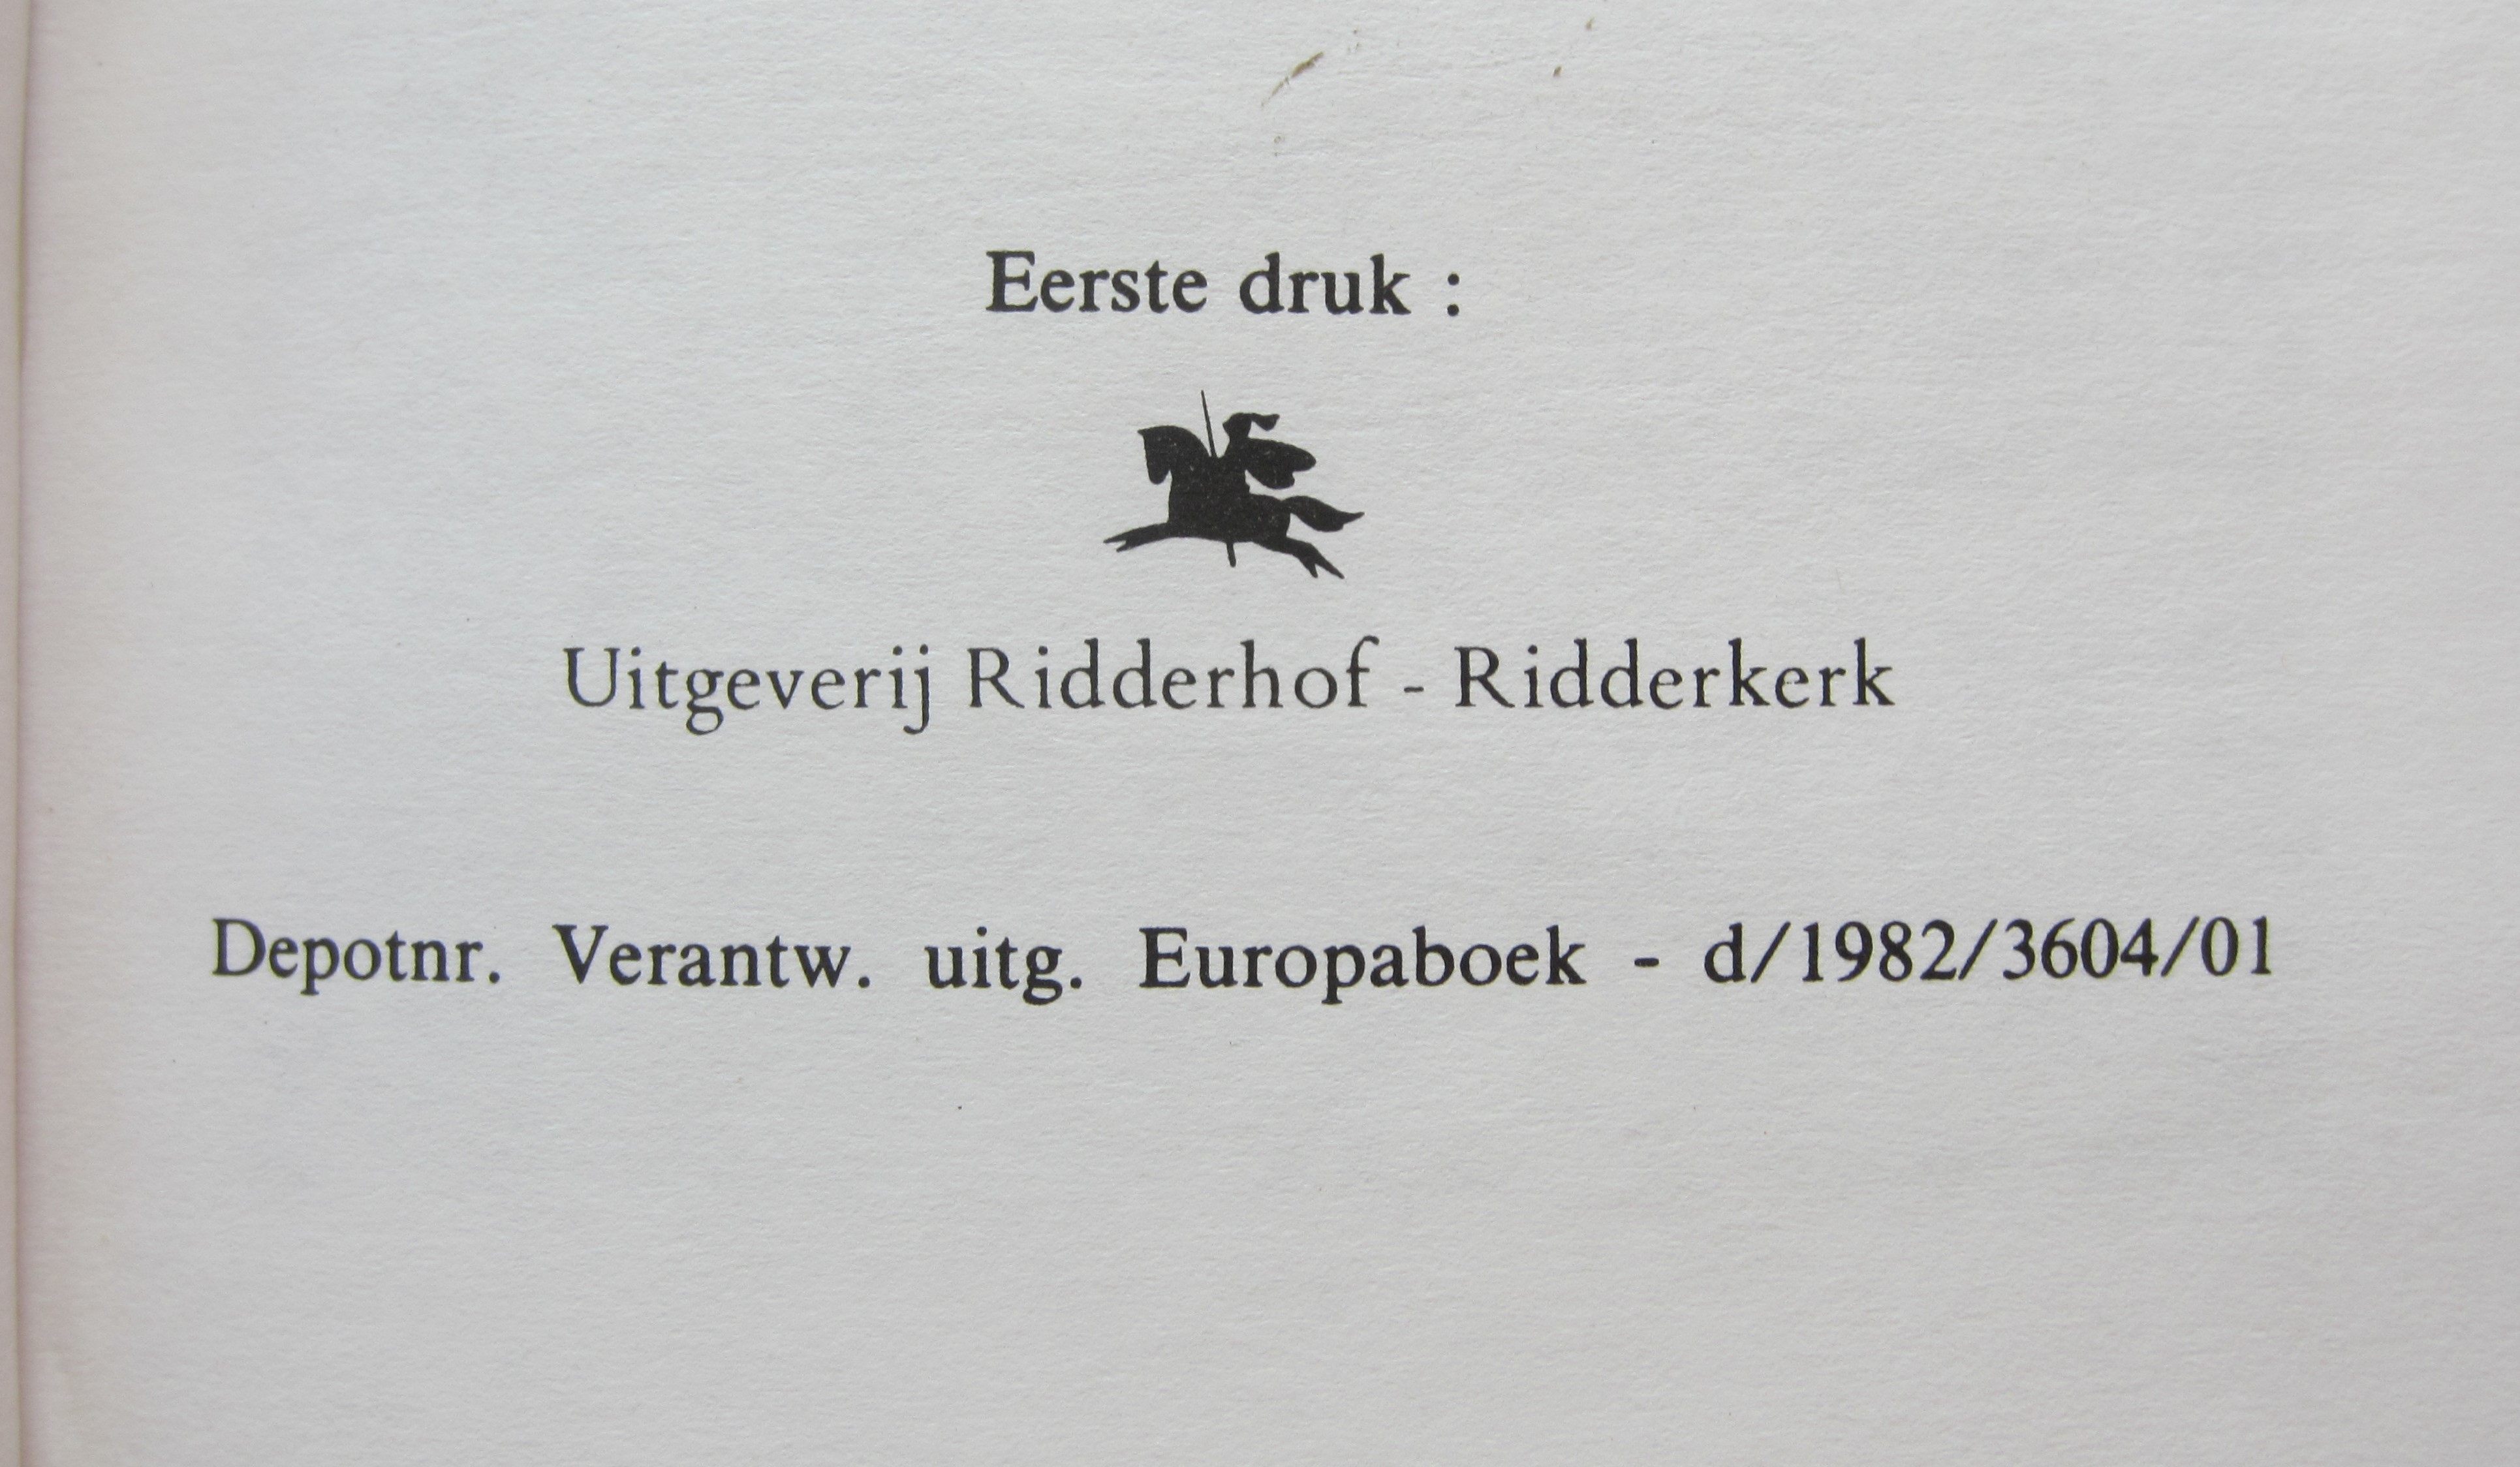 Eerste druk :
Uitgeverij Ridderhof - Ridderkerk
Depotnr. Verantw. uitg. Europaboek - d/1982/3604/01